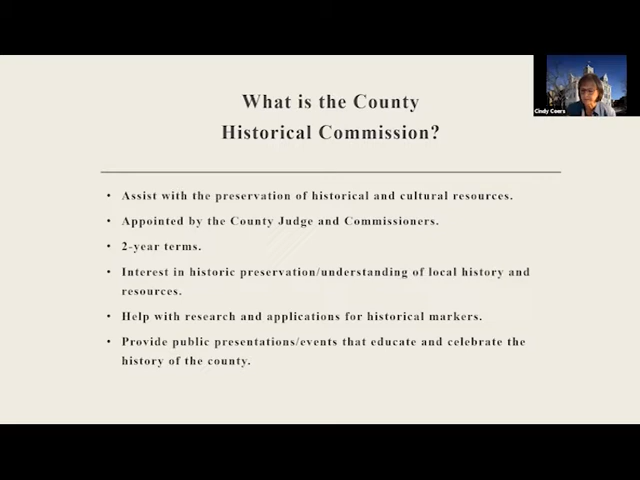 What is the County
Historical Commission?
Cindy Coers
• Assist with the preservation of historical and cultural resources.
• Appointed by the County Judge and Commissioners.
• 2-year terms.
• Interest in historic preservation/understanding of local history and
resources.
• Help with research and applications for historical markers.
• Provide public presentations/events that educate and celebrate the
history of the county.